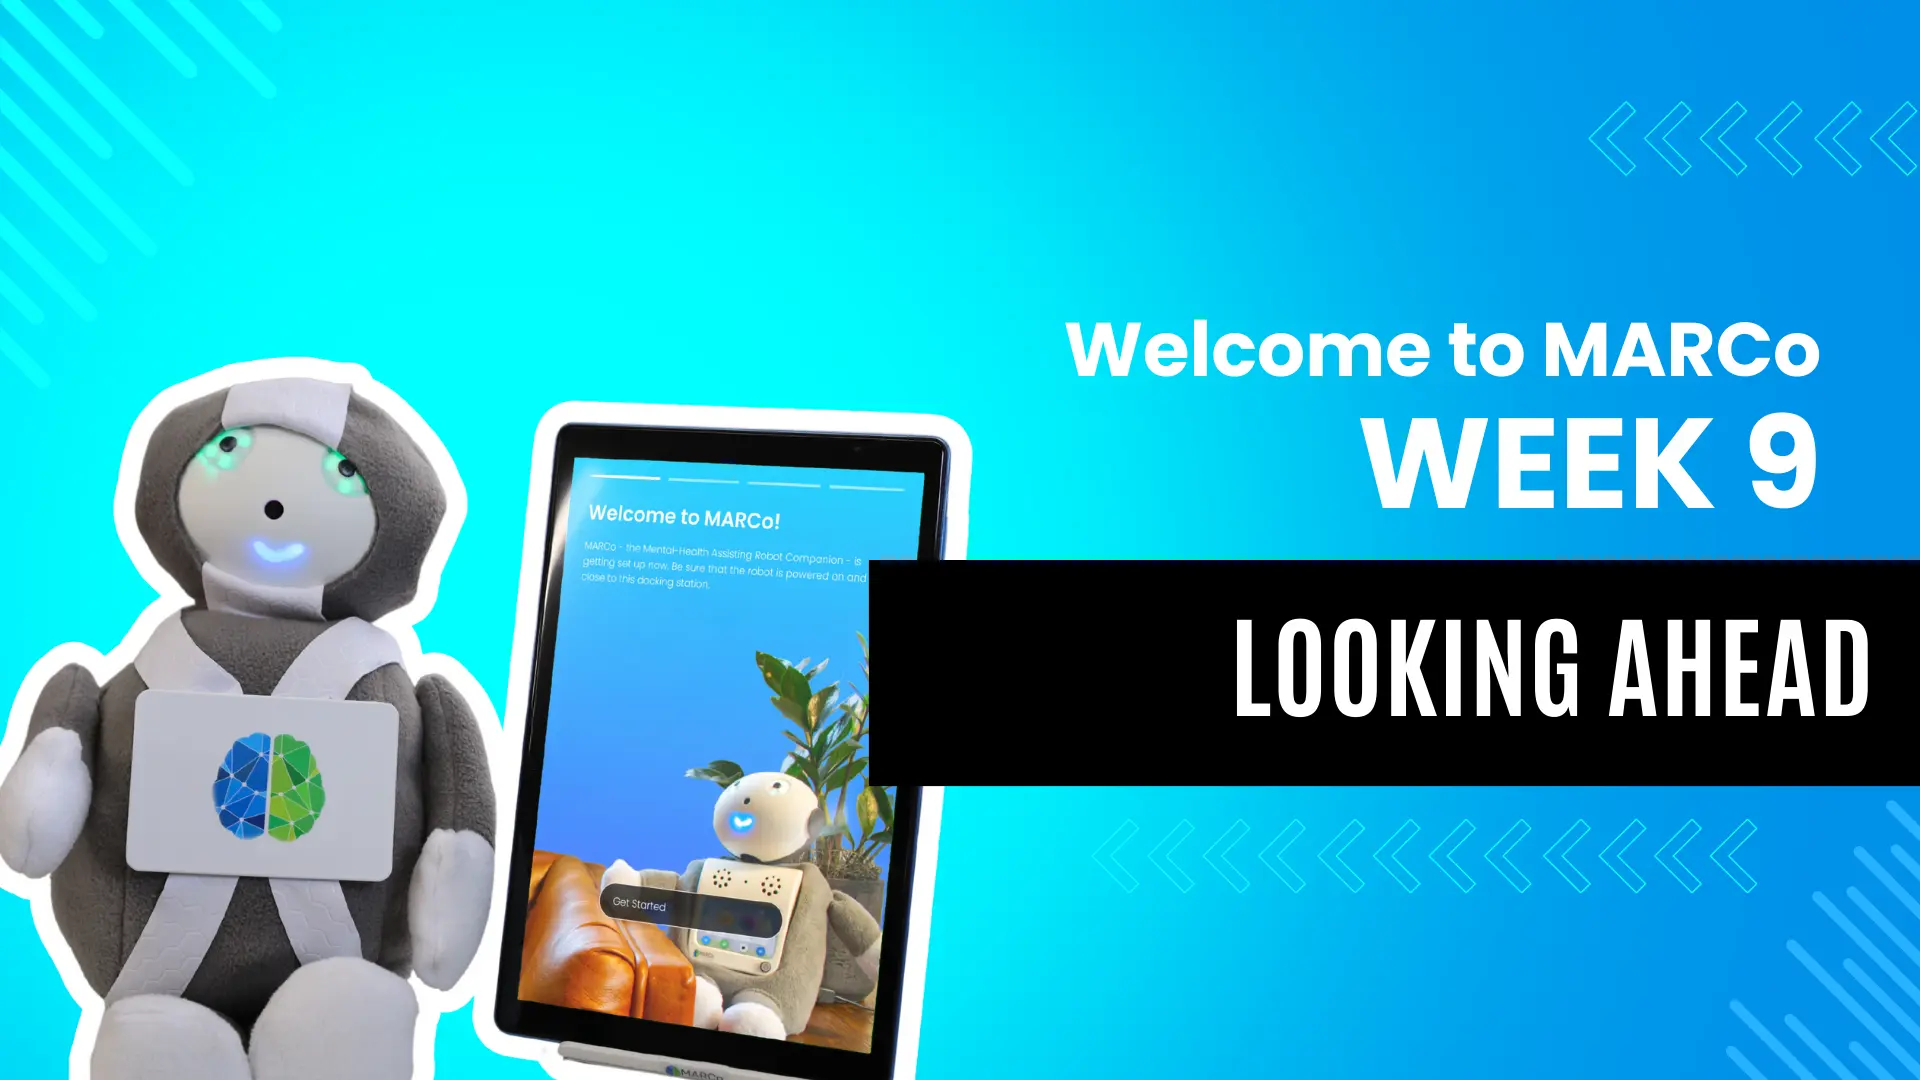 Welcome to MARCo
WEEK 9
LOOKING AHEAD
Welcome to MARCo!
MARCo - the Mental-Health Assisting Robot Companion - is
getting set up now. Be sure that the robot is powered on and
close to this docking station.
Get Started
MARCo